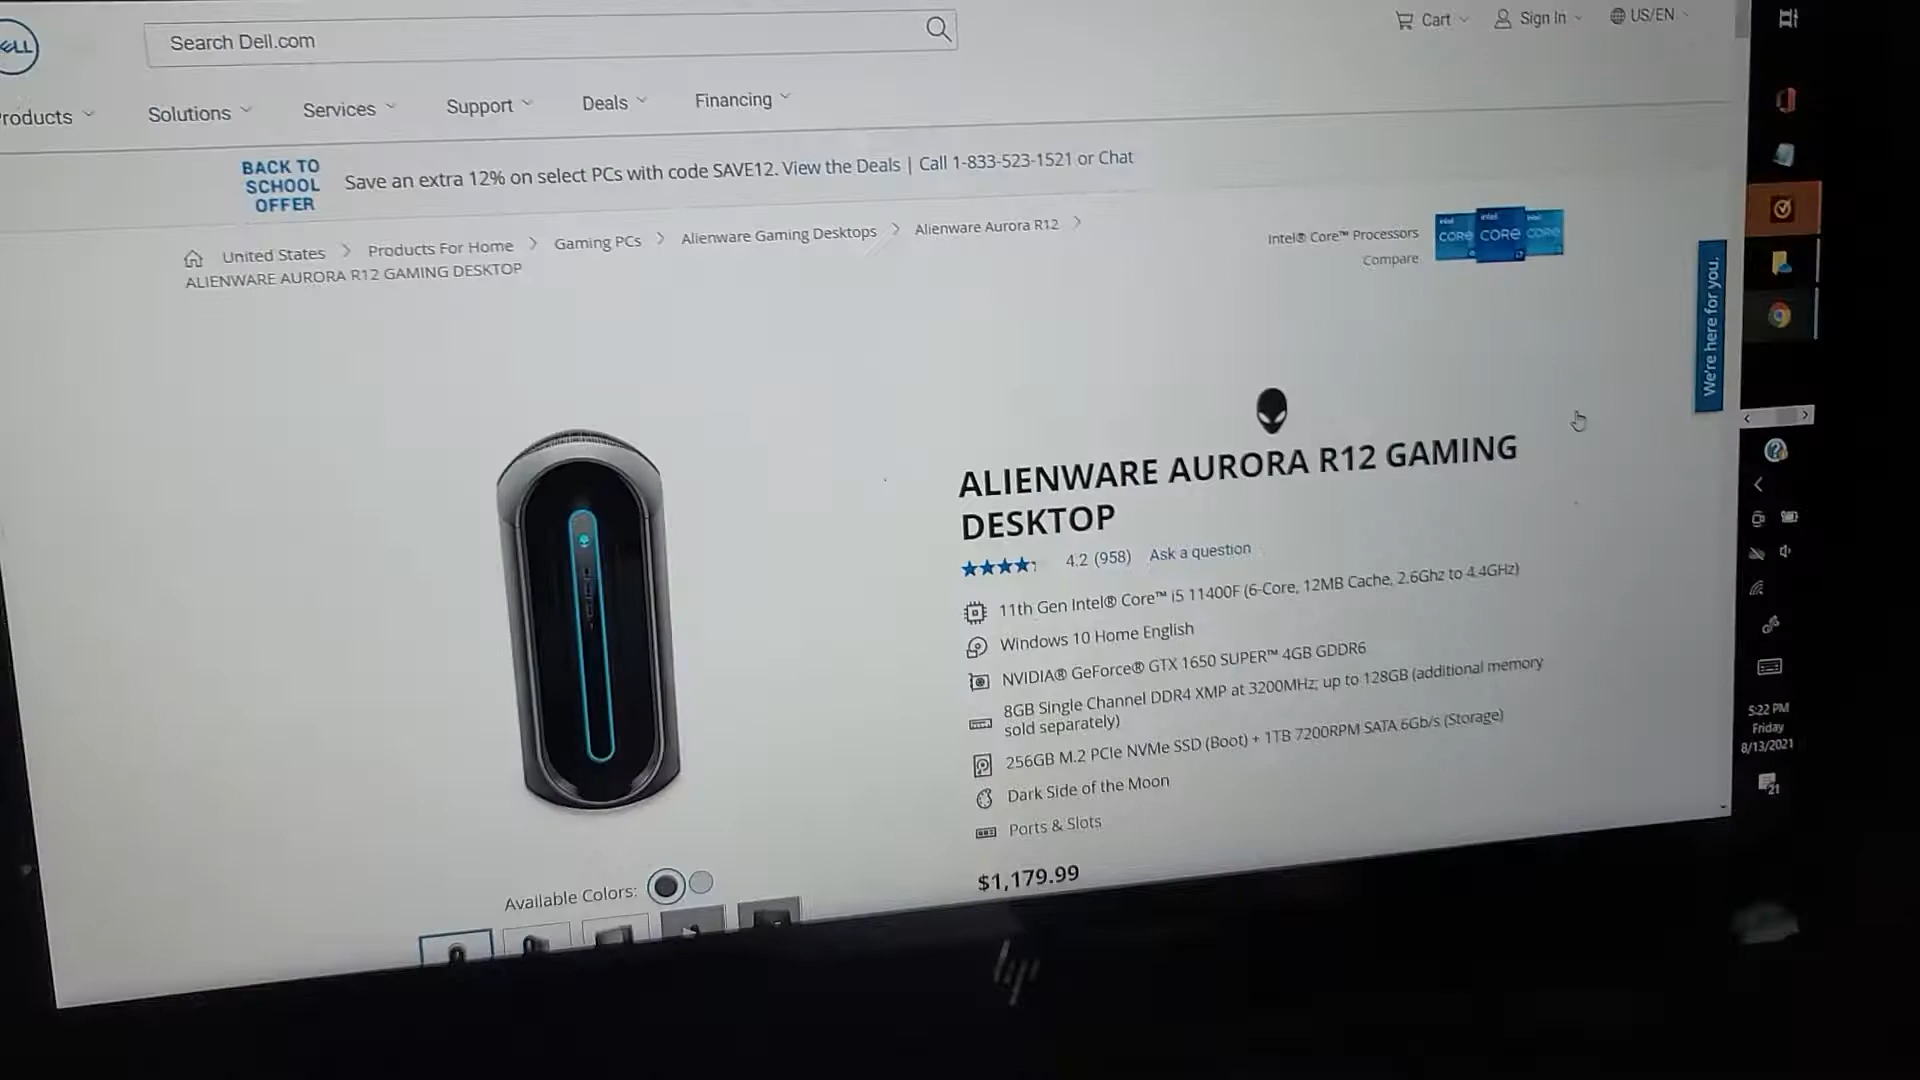 Search Dell.com
Cart
Sign In
US/EN
Solutions
Services
Support
Deals
Financing
BACK TO
SCHOOL
OFFER
Save an extra 12% on select PCs with code SAVE12. View the Deals | Call 1-833-523-1521 or Chat
United States > Products For Home > Gaming PCs > Alienware Gaming Desktops > Alienware Aurora R12 >
ALIENWARE AURORA R12 GAMING DESKTOP
Intel® Core™ Processors
Compare
intel intel intel
CORE CORE CORE
We're here for you.
ALIENWARE AURORA R12 GAMING
DESKTOP
4.2 (958) Ask a question
11th Gen Intel® Core™ i5 11400F (6-Core, 12MB Cache, 2.6Ghz to 4.4GHz)
Windows 10 Home English
NVIDIA® GeForce® GTX 1650 SUPER™ 4GB GDDR6
8GB Single Channel DDR4 XMP at 3200MHz; up to 128GB (additional memory
sold separately)
256GB M.2 PCIe NVMe SSD (Boot) + 1TB 7200RPM SATA 6Gb/s (Storage)
Dark Side of the Moon
Ports & Slots
$1,179.99
Available Colors:
5:22 PM
Friday
8/13/2021
21
hp